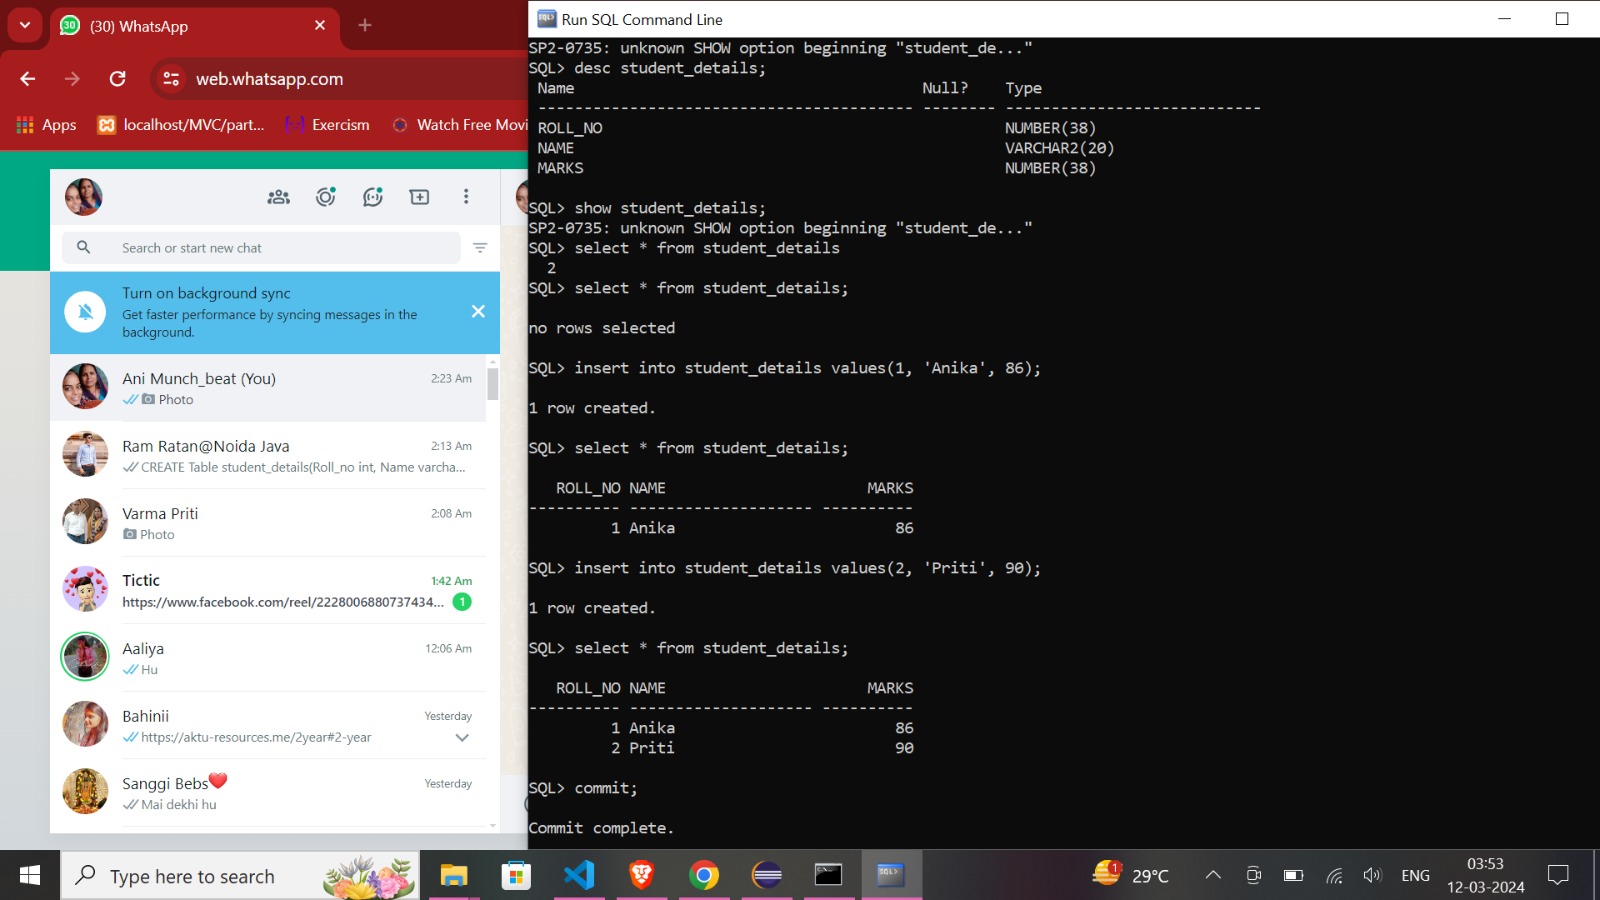 (30) WhatsApp
web.whatsapp.com
Apps
localhost/MVC/part...
Exercism
Watch Free Movi
Search or start new chat
Turn on background sync
Get faster performance by syncing messages in the
background.
Ani Munch_beat (You)
2:23 Am
Photo
Ram Ratan@Noida Java
2:13 Am
CREATE Table student_details(Roll_no int, Name varcha...
Varma Priti
2:08 Am
Photo
Tictic
1:42 Am
https://www.facebook.com/reel/2228006880737434...
1
Aaliya
12:06 Am
Hu
Bahinii
Yesterday
https://aktu-resources.me/2year#2-year
Sanggi Bebs❤️
Yesterday
Mai dekhi hu
Run SQL Command Line
SP2-0735: unknown SHOW option beginning "student_de..."
SQL> desc student_details;
Name Null? Type
----------------------------------------- -------- ----------------------------
ROLL_NO NUMBER(38)
NAME VARCHAR2(20)
MARKS NUMBER(38)
SQL> show student_details;
SP2-0735: unknown SHOW option beginning "student_de..."
SQL> select * from student_details
2
SQL> select * from student_details;
no rows selected
SQL> insert into student_details values(1, 'Anika', 86);
1 row created.
SQL> select * from student_details;
ROLL_NO NAME MARKS
---------- -------------------- ----------
1 Anika 86
SQL> insert into student_details values(2, 'Priti', 90);
1 row created.
SQL> select * from student_details;
ROLL_NO NAME MARKS
---------- -------------------- ----------
1 Anika 86
2 Priti 90
SQL> commit;
Commit complete.
Type here to search
SQL>
1
29°C
ENG
03:53
12-03-2024